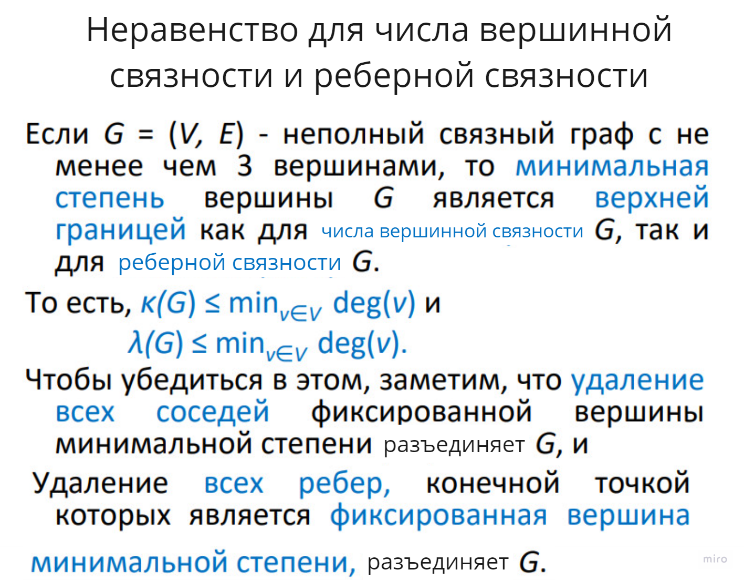 Неравенство для числа вершинной
связности и реберной связности
Если G = (V, E) - неполный связный граф с не
менее чем 3 вершинами, то минимальная
степень вершины G является верхней
границей как для числа вершинной связности G, так и
для реберной связности G.
То есть, κ(G) ≤ minv∈V deg(v) и
λ(G) ≤ minv∈V deg(v).
Чтобы убедиться в этом, заметим, что удаление
всех соседей фиксированной вершины
минимальной степени разъединяет G, и
Удаление всех ребер, конечной точкой
которых является фиксированная вершина
минимальной степени, разъединяет G.
miro